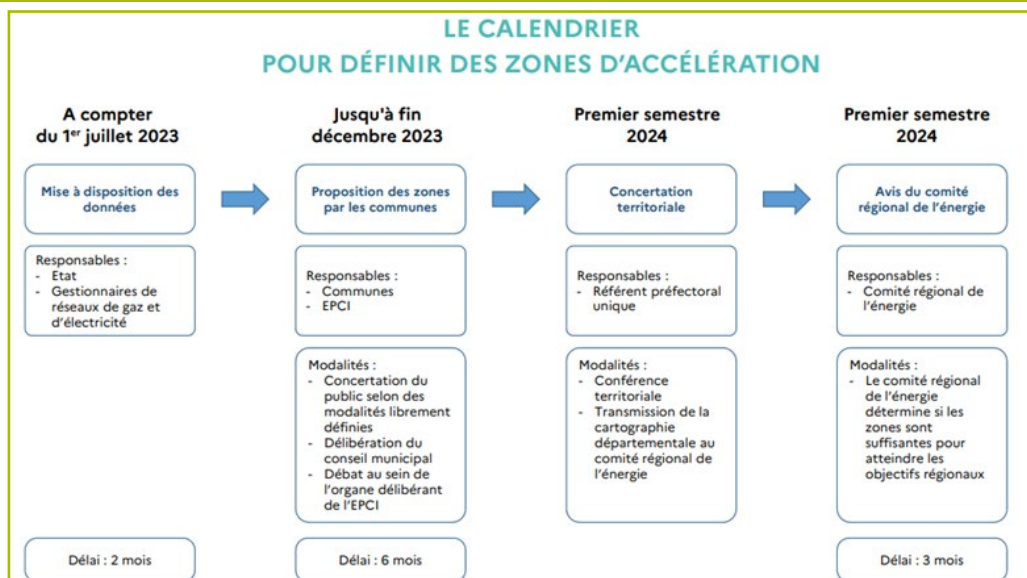 LE CALENDRIER
POUR DÉFINIR DES ZONES D'ACCÉLÉRATION
A compter
du 1er juillet 2023
Mise à disposition des
données
Responsables :
- Etat
- Gestionnaires de
réseaux de gaz et
d'électricité
Délai : 2 mois
Jusqu'à fin
décembre 2023
Proposition des zones
par les communes
Responsables :
- Communes
- EPCI
Modalités :
- Concertation du
public selon des
modalités librement
définies
- Délibération du
conseil municipal
- Débat au sein de
l'organe délibérant
de l'EPCI
Délai : 6 mois
Premier semestre
2024
Concertation
territoriale
Responsables :
- Référent préfectoral
unique
Modalités :
- Conférence
territoriale
- Transmission de la
cartographie
départementale au
comité régional de
l'énergie
Premier semestre
2024
Avis du comité
régional de l'énergie
Responsables :
- Comité régional de
l'énergie
Modalités :
- Le comité régional
de l'énergie
détermine si les
zones sont
suffisantes pour
atteindre les
objectifs régionaux
Délai : 3 mois